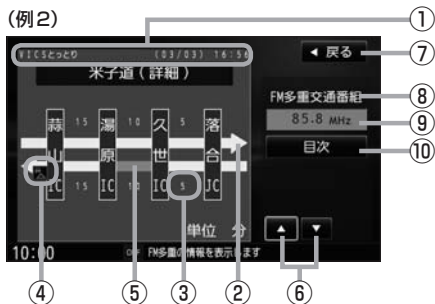 (例2)
①
VICSとっとり (03/03) 16:56
◀ 戻る
⑦
米子道(詳細)
FM多重交通番組
⑧
蒜山IC 15 湯原IC 10 久世IC 5 落合JC
85.8 MHz
⑨
目次
⑩
15 10 5
単位 分
▲ ▼
10:00 OFF FM多重の情報を表示します
④ ⑤ ③ ② ⑥